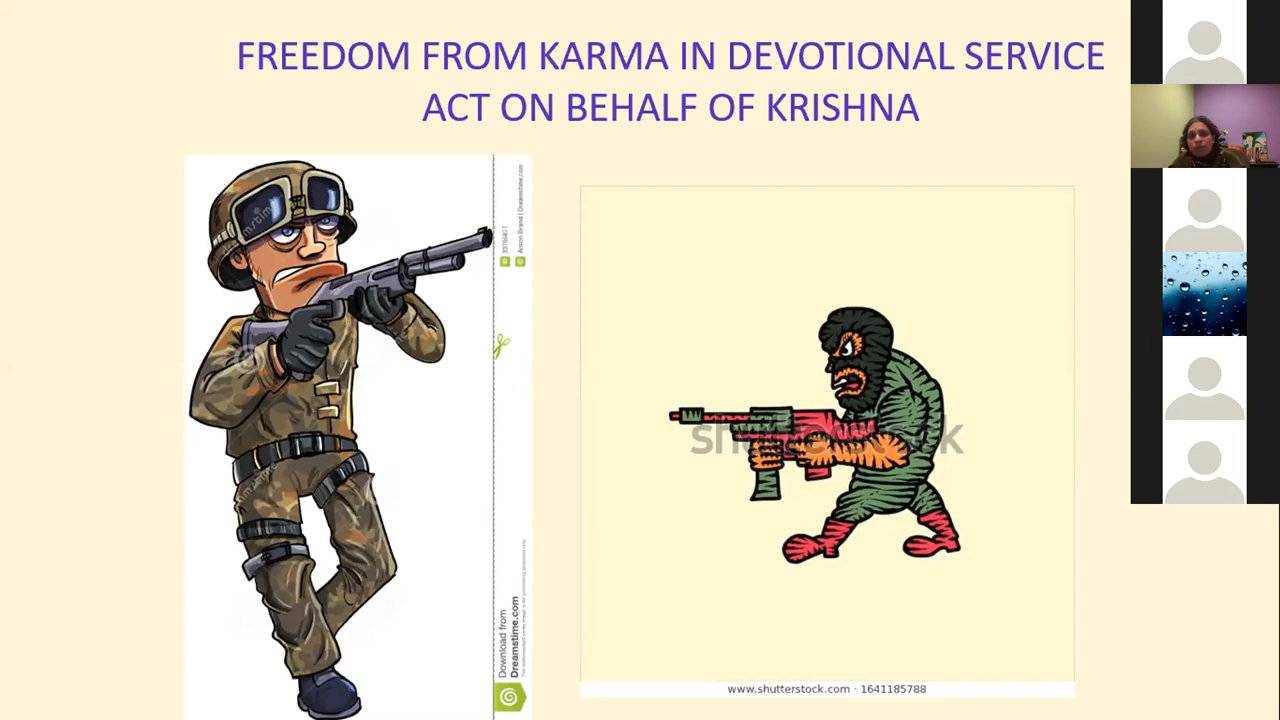 FREEDOM FROM KARMA IN DEVOTIONAL SERVICE
ACT ON BEHALF OF KRISHNA
Download from
Dreamstime.com
shutterstock
www.shutterstock.com · 1641185788